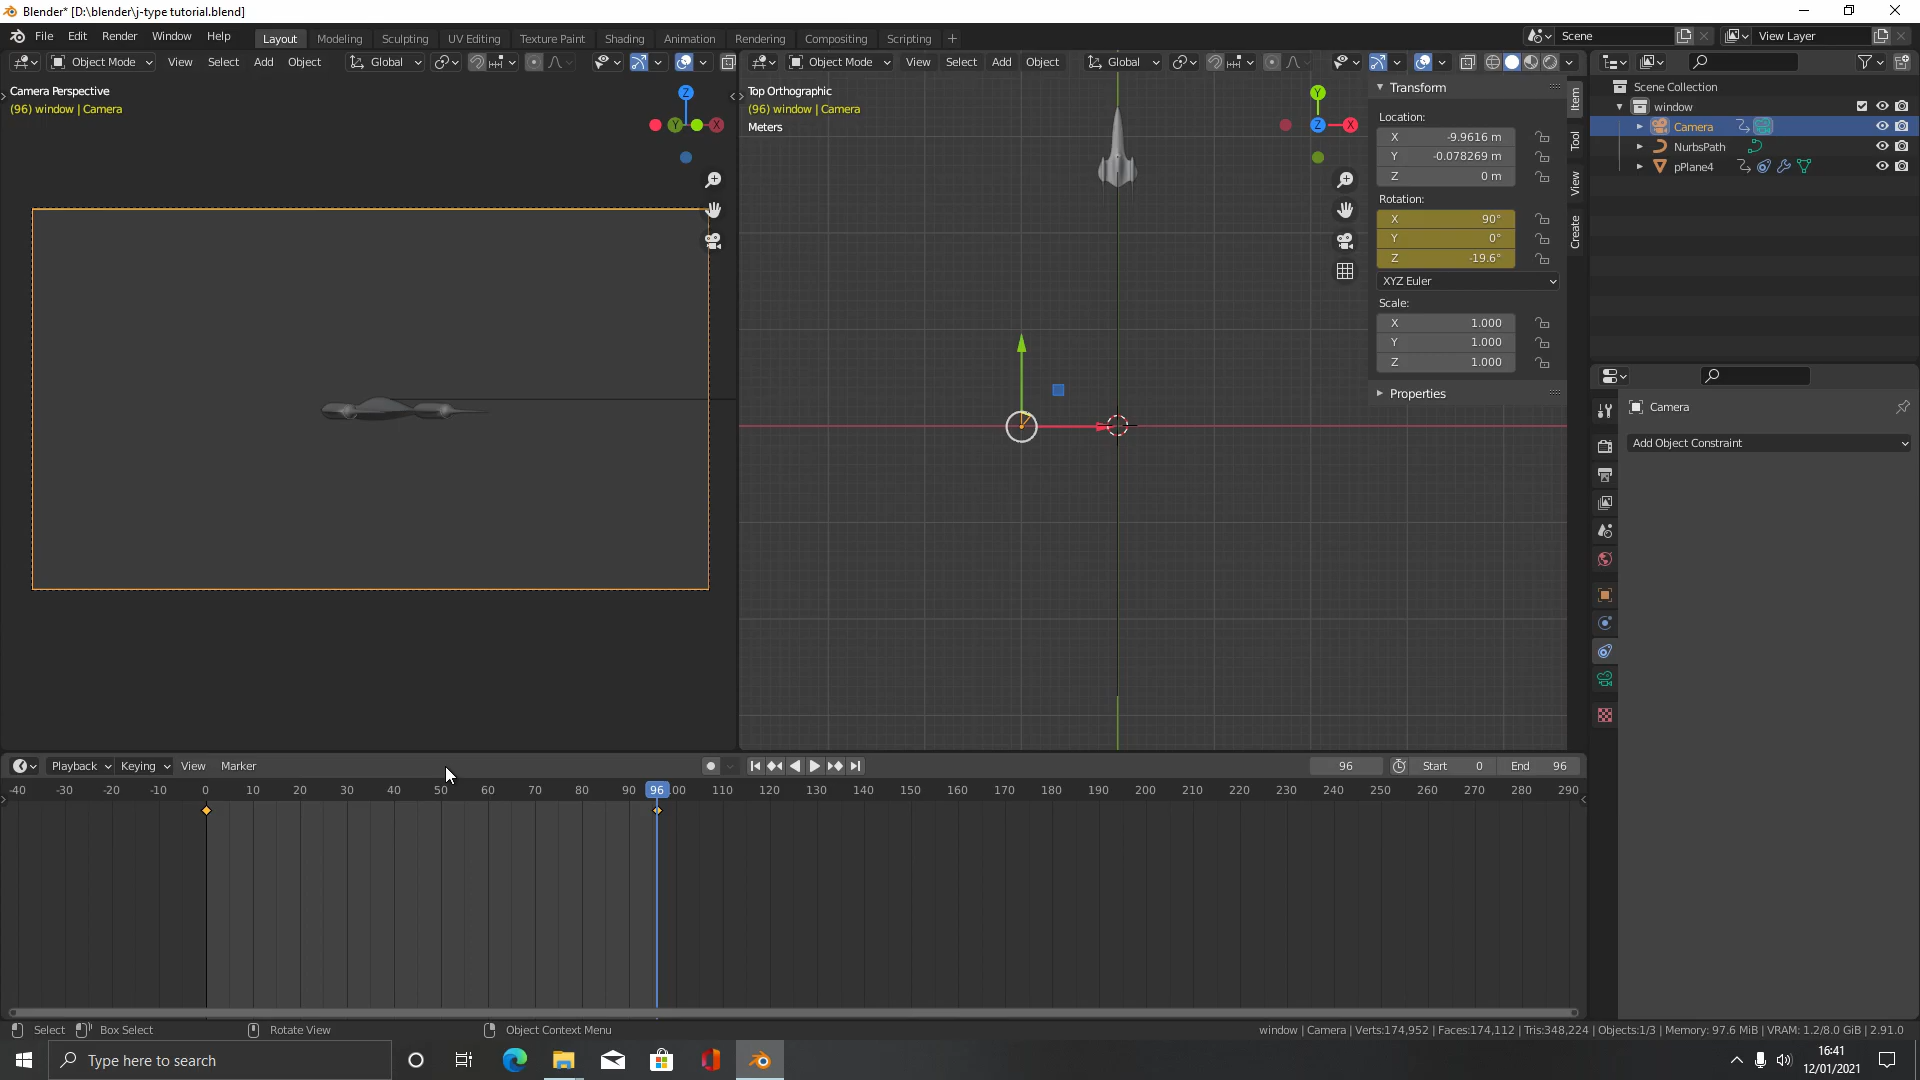 Blender* [D:\blender\j-type tutorial.blend]
File Edit Render Window Help Layout Modeling Sculpting UV Editing Texture Paint Shading Animation Rendering Compositing Scripting + Scene View Layer
Object Mode View Select Add Object Global Object Mode View Select Add Object Global
Camera Perspective
(96) window | Camera
Z
Y X
Top Orthographic
(96) window | Camera
Meters
Y
Z X
Transform
Location:
X -9.9616 m
Y -0.078269 m
Z 0 m
Rotation:
X 90°
Y 0°
Z -19.6°
XYZ Euler
Scale:
X 1.000
Y 1.000
Z 1.000
Properties
Item
Tool
View
Create
Scene Collection
window
Camera
NurbsPath
pPlane4
Camera
Add Object Constraint
Playback Keying View Marker 96 Start 0 End 96
-40 -30 -20 -10 0 10 20 30 40 50 60 70 80 90 96 00 110 120 130 140 150 160 170 180 190 200 210 220 230 240 250 260 270 280 290
Select Box Select Rotate View Object Context Menu window | Camera | Verts:174,952 | Faces:174,112 | Tris:348,224 | Objects:1/3 | Memory: 97.6 MiB | VRAM: 1.2/8.0 GiB | 2.91.0
Type here to search
16:41
12/01/2021